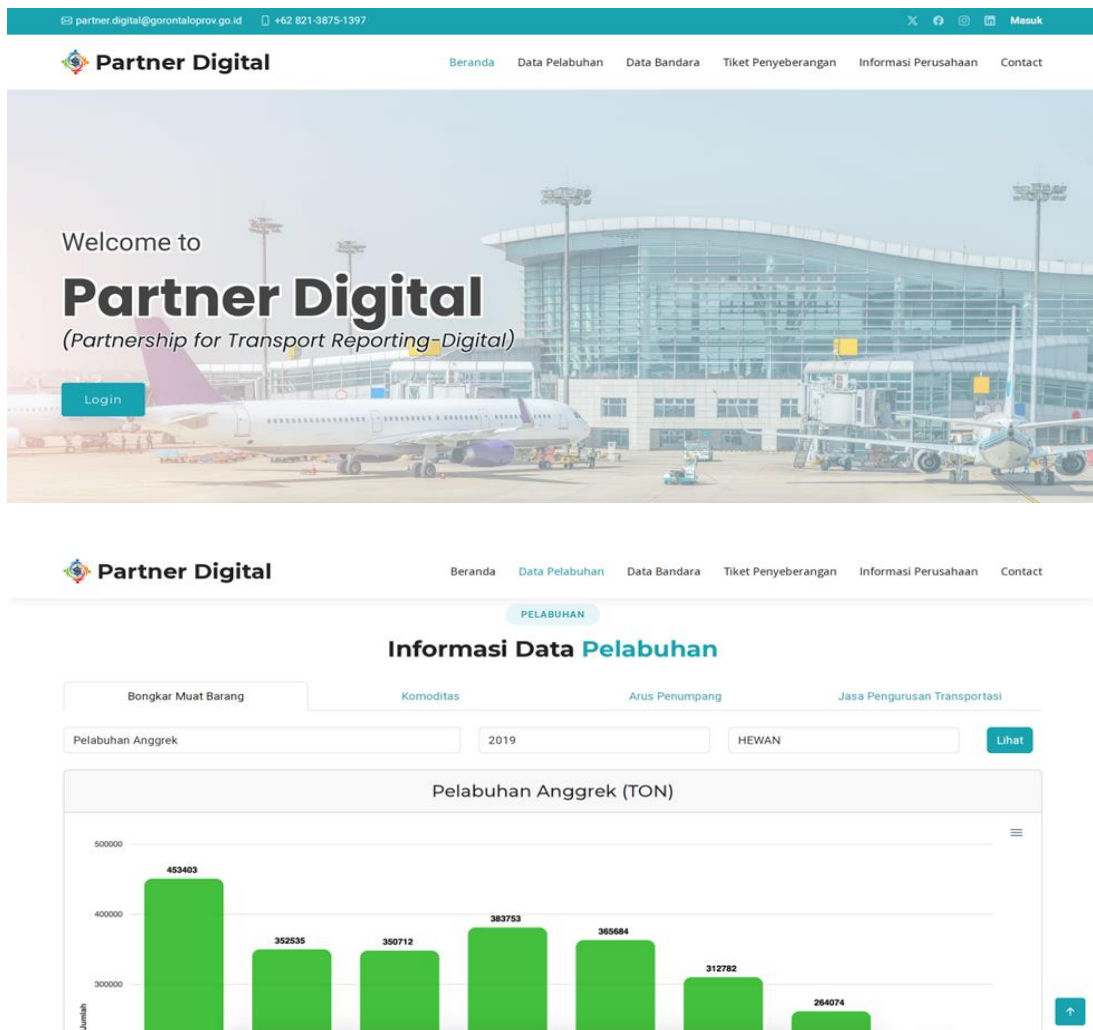 partner.digital@gorontaloprov.go.id +62 821-3875-1397 Masuk
Partner Digital Beranda Data Pelabuhan Data Bandara Tiket Penyeberangan Informasi Perusahaan Contact
Welcome to
Partner Digital
(Partnership for Transport Reporting-Digital)
Login
Partner Digital Beranda Data Pelabuhan Data Bandara Tiket Penyeberangan Informasi Perusahaan Contact
PELABUHAN
Informasi Data Pelabuhan
Bongkar Muat Barang Komoditas Arus Penumpang Jasa Pengurusan Transportasi
Pelabuhan Anggrek 2019 HEWAN Lihat
Pelabuhan Anggrek (TON)
500000
453403
400000
383753
365684
352535
350712
312782
300000
264074
Jumlah